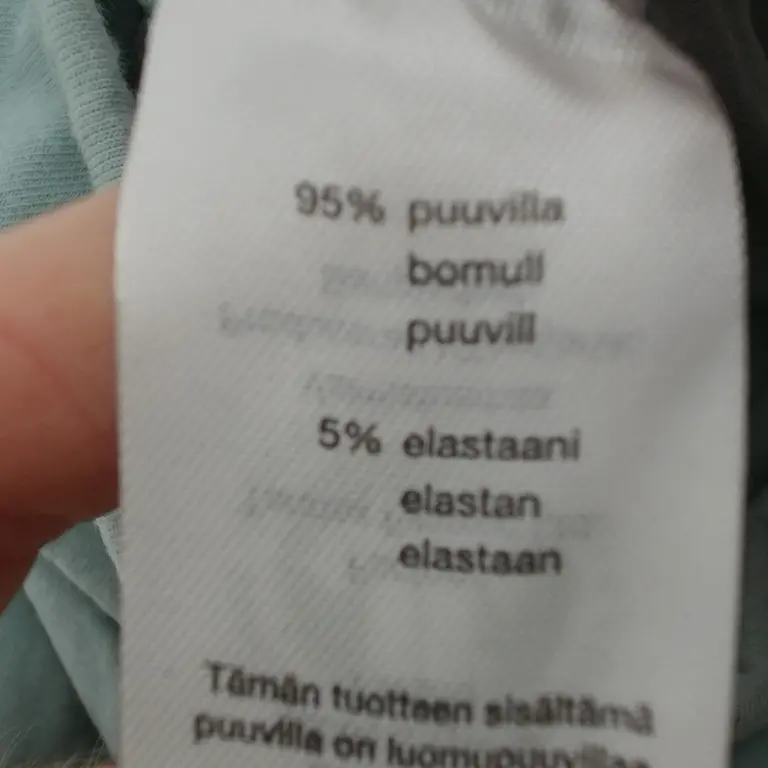 95% puuvilla
bomull
puuvill
5% elastaani
elastan
elastaan
Tämän tuotteen sisältämä
puuvilla on luomupuuvillaa